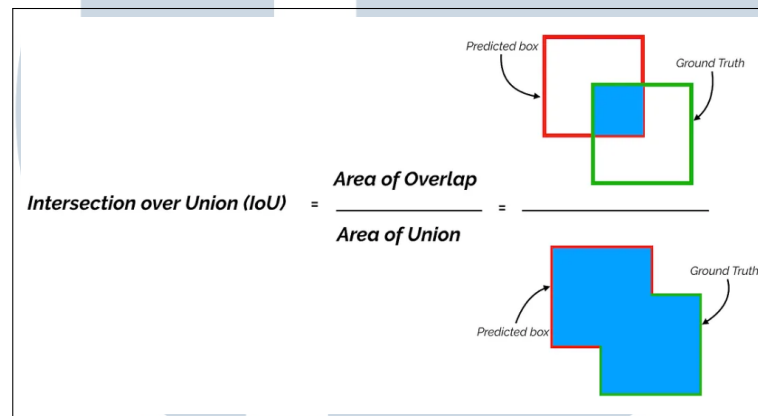 Predicted box
Ground Truth
Intersection over Union (IoU) = Area of Overlap =
Area of Union
Ground Truth
Predicted box